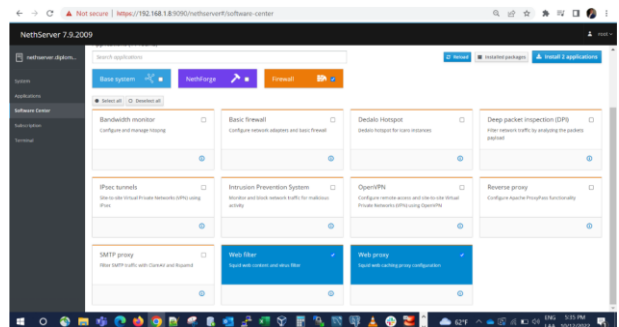 Not secure | https://192.168.1.8:9090/nethserver#/software-center
NethServer 7.9.2009
root
nethserver.diplom...
Search applications
Reload
Installed packages
Install 2 applications
System
Applications
Software Center
Subscription
Terminal
Base system
NethForge
Firewall
Select all
Deselect all
Bandwidth monitor
Configure and manage ntopng
Basic firewall
Configure network adapters and basic firewall
Dedalo Hotspot
Dedalo hotspot for Icaro instances
Deep packet inspection (DPI)
Filter network traffic by analyzing the packets
payload
IPsec tunnels
Site-to-site Virtual Private Networks (VPN) using
IPsec
Intrusion Prevention System
Monitor and block network traffic for malicious
activity
OpenVPN
Configure remote access and site-to-site Virtual
Private Networks (VPN) using OpenVPN
Reverse proxy
Configure Apache ProxyPass functionality
SMTP proxy
Filter SMTP traffic with ClamAV and Rspamd
Web filter
Squid web content and virus filter
Web proxy
Squid web caching proxy configuration
62°F
ENG
5:35 PM
10/12/2022